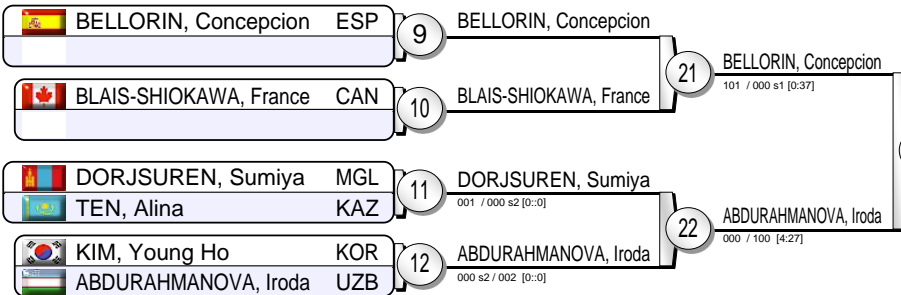 BELLORIN, Concepcion ESP
9
BELLORIN, Concepcion
BLAIS-SHIOKAWA, France CAN
10
BLAIS-SHIOKAWA, France
21
BELLORIN, Concepcion
101 / 000 s1 [0:37]
DORJSUREN, Sumiya MGL
TEN, Alina KAZ
11
DORJSUREN, Sumiya
001 / 000 s2 [0::0]
KIM, Young Ho KOR
ABDURAHMANOVA, Iroda UZB
12
ABDURAHMANOVA, Iroda
000 s2 / 002 [0::0]
22
ABDURAHMANOVA, Iroda
000 / 100 [4:27]